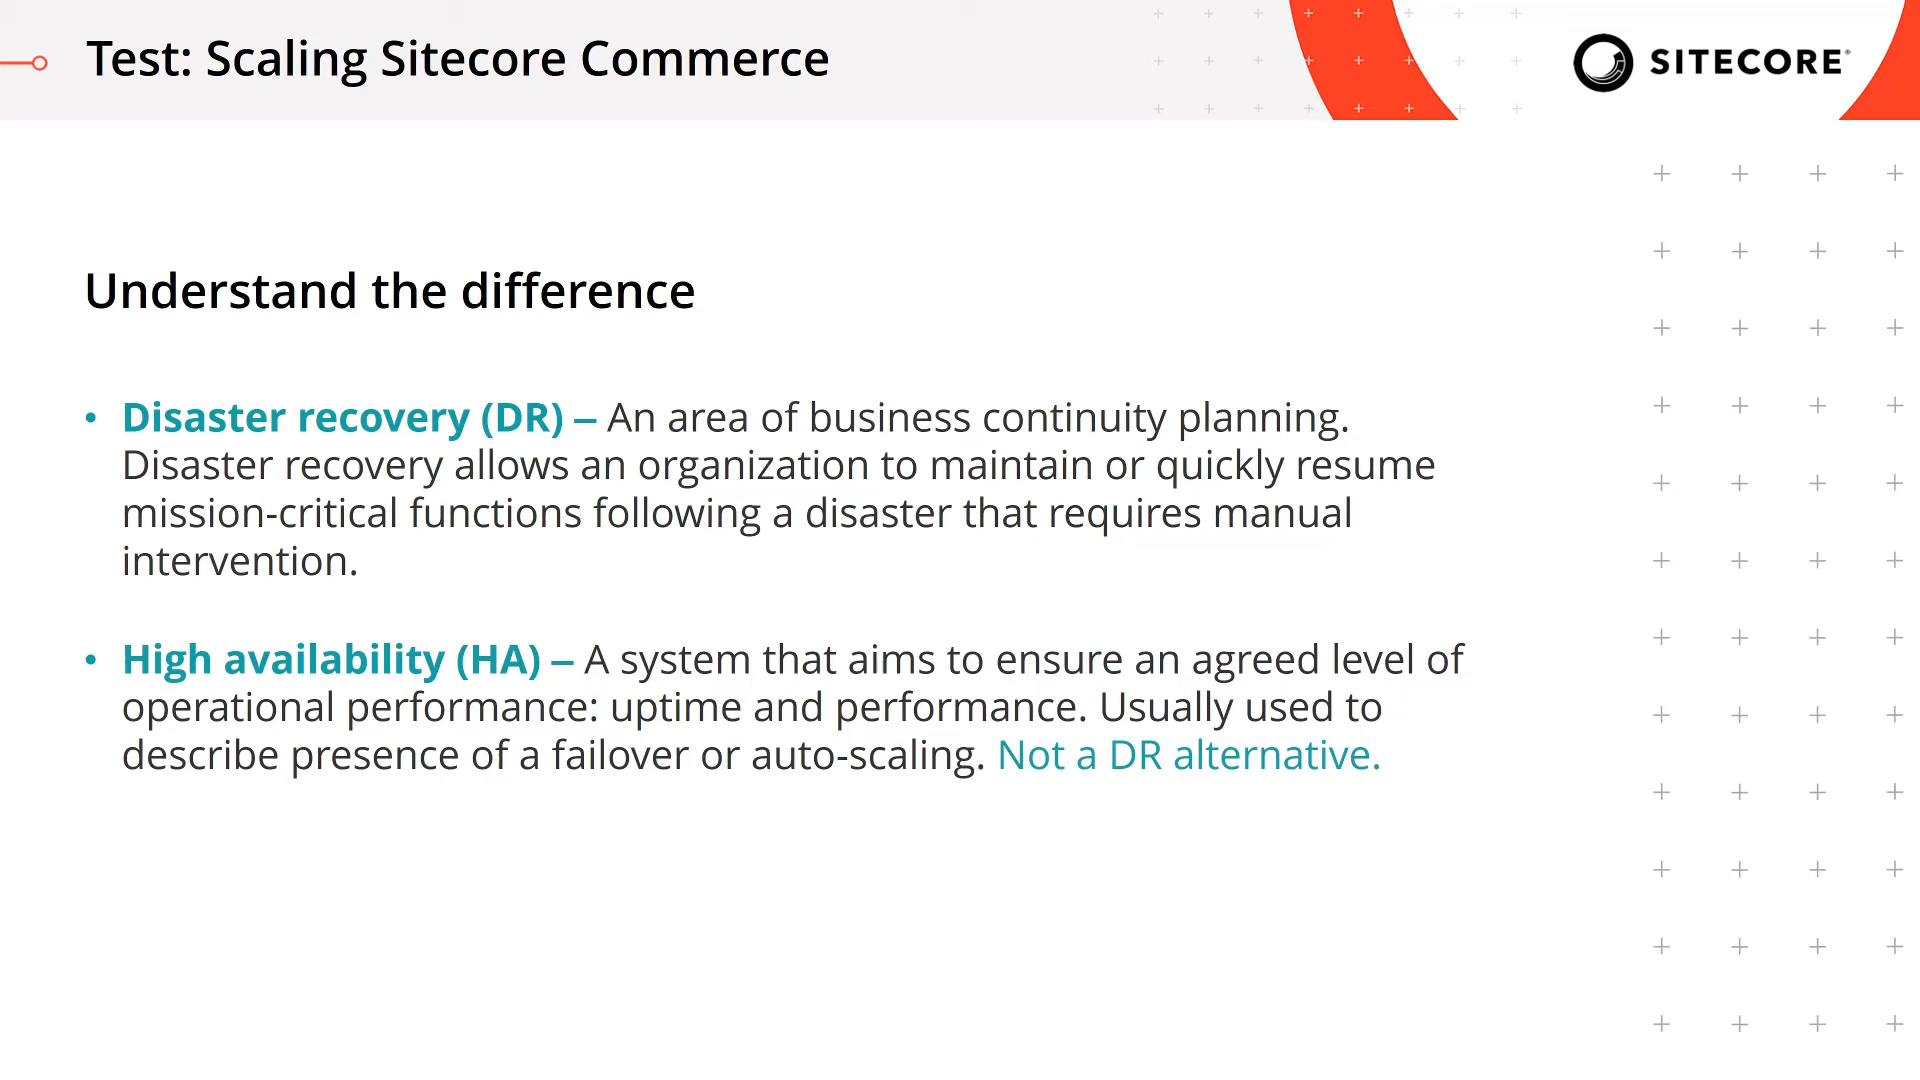 Test: Scaling Sitecore Commerce
SITECORE®
Understand the difference
• Disaster recovery (DR) – An area of business continuity planning.
Disaster recovery allows an organization to maintain or quickly resume
mission-critical functions following a disaster that requires manual
intervention.
• High availability (HA) – A system that aims to ensure an agreed level of
operational performance: uptime and performance. Usually used to
describe presence of a failover or auto-scaling. Not a DR alternative.